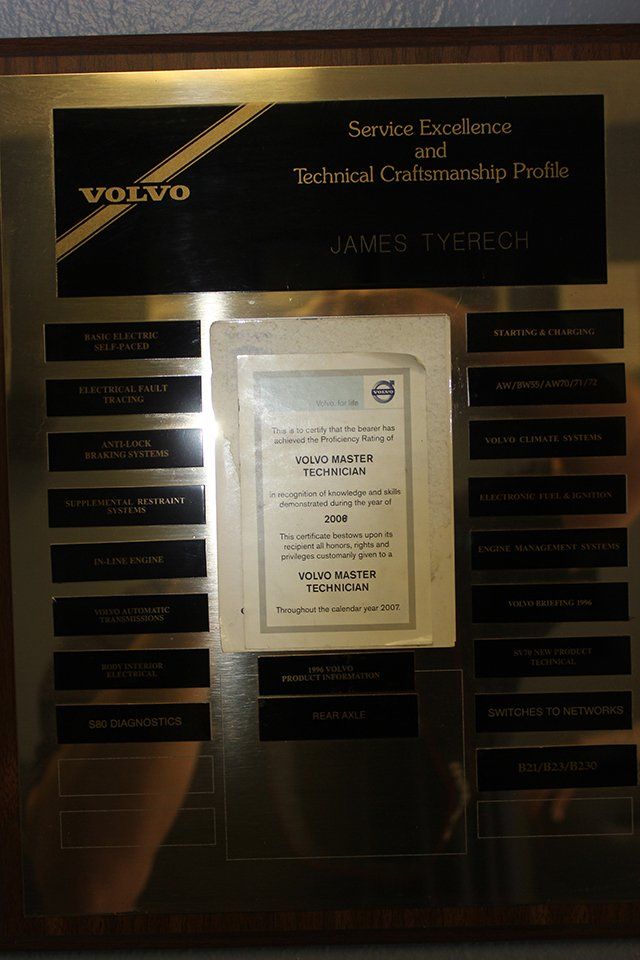 VOLVO
Service Excellence
and
Technical Craftsmanship Profile
JAMES TYERECH
BASIC ELECTRIC
SELF-PACED
ELECTRICAL FAULT
TRACING
ANTI-LOCK
BRAKING SYSTEMS
SUPPLEMENTAL RESTRAINT
SYSTEMS
IN-LINE ENGINE
VOLVO AUTOMATIC
TRANSMISSIONS
BODY INTERIOR
ELECTRICAL
S80 DIAGNOSTICS
Volvo. for life
VOLVO
This is to certify that the bearer has
achieved the Proficiency Rating of
VOLVO MASTER
TECHNICIAN
in recognition of knowledge and skills
demonstrated during the year of
2006
This certificate bestows upon its
recipient all honors, rights and
privileges customarily given to a
VOLVO MASTER
TECHNICIAN
Throughout the calendar year 2007.
1996 VOLVO
PRODUCT INFORMATION
REAR AXLE
STARTING & CHARGING
AW/BW55/AW70/71/72
VOLVO CLIMATE SYSTEMS
ELECTRONIC FUEL & IGNITION
ENGINE MANAGEMENT SYSTEMS
VOLVO BRIEFING 1996
SV70 NEW PRODUCT
TECHNICAL
SWITCHES TO NETWORKS
B21/B23/B230